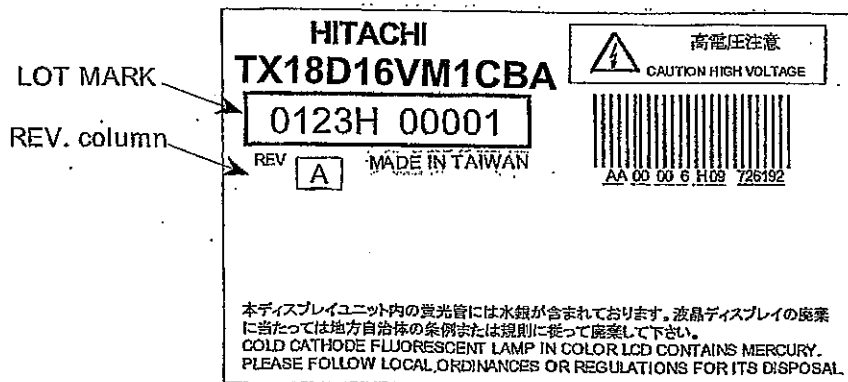 HITACHI
TX18D16VM1CBA
高電圧注意
CAUTION HIGH VOLTAGE
LOT MARK
0123H 00001
REV. column
REV A MADE IN TAIWAN
AA 00 00 6 H09 726192
本ディスプレイユニット内の蛍光管には水銀が含まれております。液晶ディスプレイの廃棄
に当たっては地方自治体の条例または規則に従って廃棄して下さい。
COLD CATHODE FLUORESCENT LAMP IN COLOR LCD CONTAINS MERCURY.
PLEASE FOLLOW LOCAL ORDINANCES OR REGULATIONS FOR ITS DISPOSAL